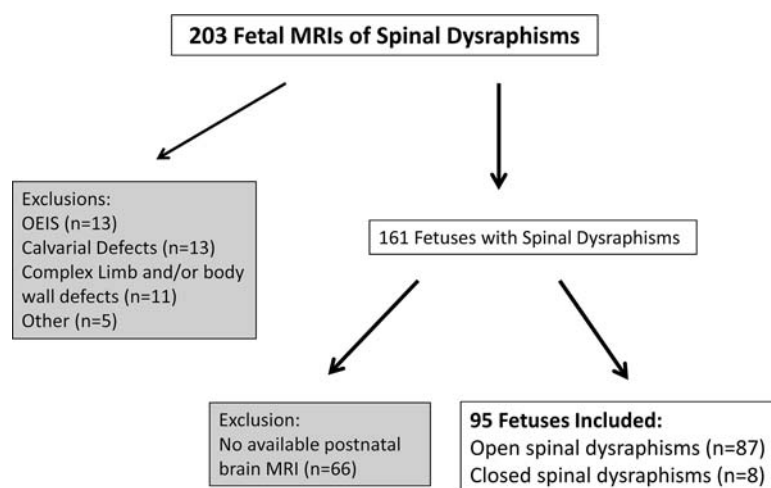 203 Fetal MRIs of Spinal Dysraphisms
Exclusions:
OEIS (n=13)
Calvarial Defects (n=13)
Complex Limb and/or body
wall defects (n=11)
Other (n=5)
161 Fetuses with Spinal Dysraphisms
Exclusion:
No available postnatal
brain MRI (n=66)
95 Fetuses Included:
Open spinal dysraphisms (n=87)
Closed spinal dysraphisms (n=8)